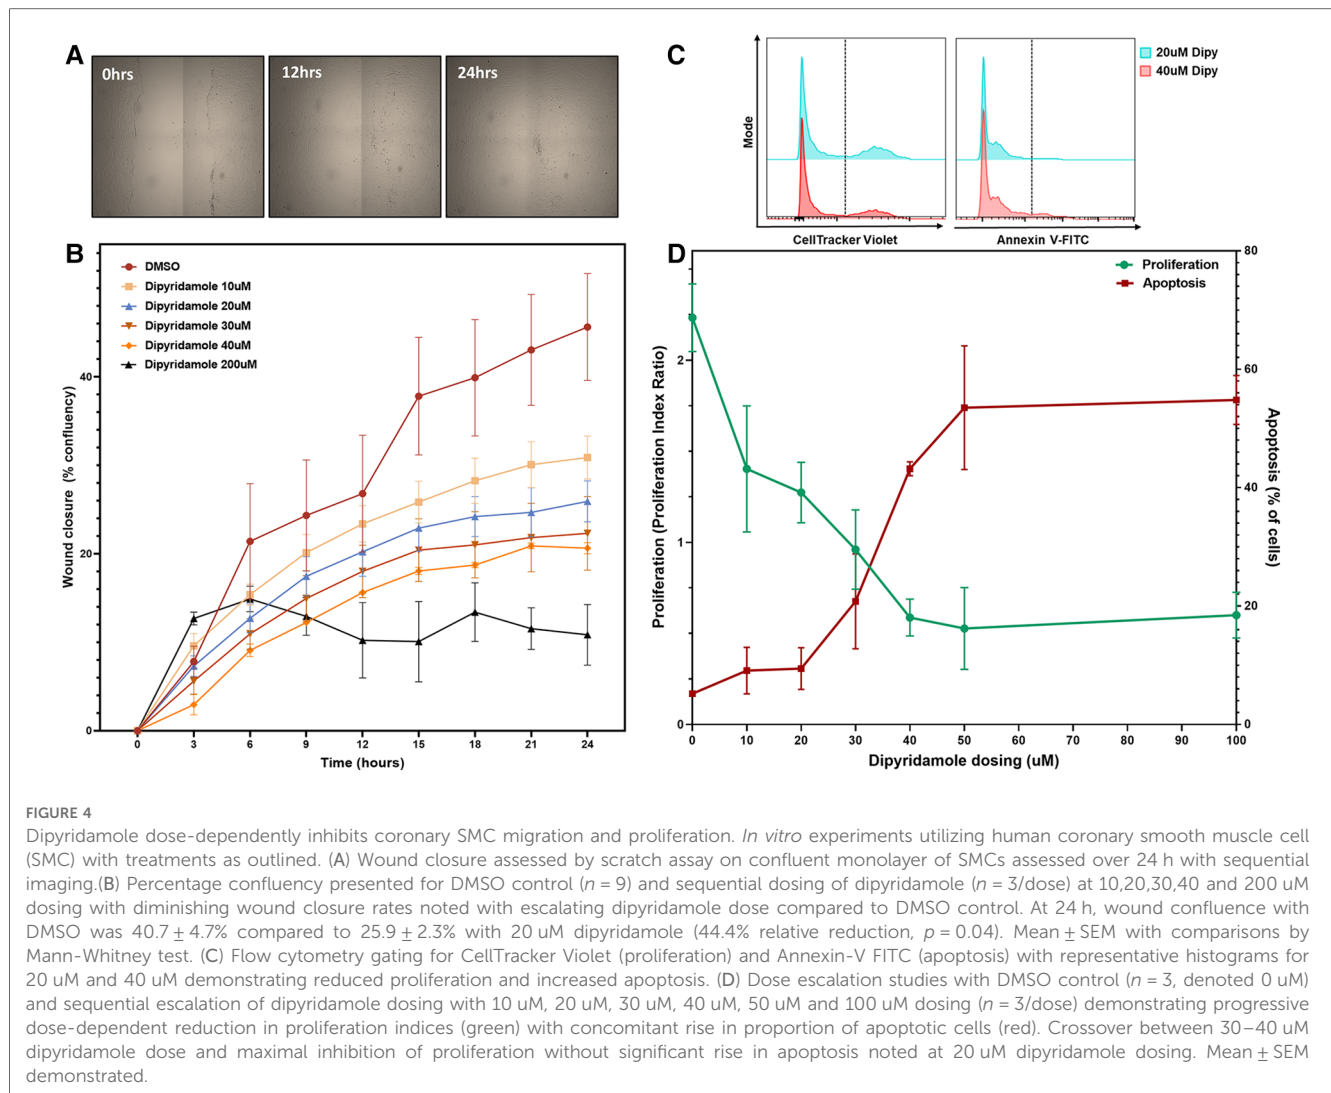 A
0hrs
12hrs
24hrs
C
Mode
CellTracker Violet
Annexin V-FITC
20uM Dipy
40uM Dipy
B
DMSO
Dipyridamole 10uM
Dipyridamole 20uM
Dipyridamole 30uM
Dipyridamole 40uM
Dipyridamole 200uM
Wound closure (% confluency)
40
20
0
0 3 6 9 12 15 18 21 24
Time (hours)
D
Proliferation
Apoptosis
Proliferation (Proliferation Index Ratio)
2
1
0
Apoptosis (% of cells)
80
60
40
20
0
0 10 20 30 40 50 60 70 80 90 100
Dipyridamole dosing (uM)
FIGURE 4
Dipyridamole dose-dependently inhibits coronary SMC migration and proliferation. In vitro experiments utilizing human coronary smooth muscle cell
(SMC) with treatments as outlined. (A) Wound closure assessed by scratch assay on confluent monolayer of SMCs assessed over 24 h with sequential
imaging.(B) Percentage confluency presented for DMSO control (n = 9) and sequential dosing of dipyridamole (n = 3/dose) at 10,20,30,40 and 200 uM
dosing with diminishing wound closure rates noted with escalating dipyridamole dose compared to DMSO control. At 24 h, wound confluence with
DMSO was 40.7 ± 4.7% compared to 25.9 ± 2.3% with 20 uM dipyridamole (44.4% relative reduction, p = 0.04). Mean ± SEM with comparisons by
Mann-Whitney test. (C) Flow cytometry gating for CellTracker Violet (proliferation) and Annexin-V FITC (apoptosis) with representative histograms for
20 uM and 40 uM demonstrating reduced proliferation and increased apoptosis. (D) Dose escalation studies with DMSO control (n = 3, denoted 0 uM)
and sequential escalation of dipyridamole dosing with 10 uM, 20 uM, 30 uM, 40 uM, 50 uM and 100 uM dosing (n = 3/dose) demonstrating progressive
dose-dependent reduction in proliferation indices (green) with concomitant rise in proportion of apoptotic cells (red). Crossover between 30–40 uM
dipyridamole dose and maximal inhibition of proliferation without significant rise in apoptosis noted at 20 uM dipyridamole dosing. Mean ± SEM
demonstrated.